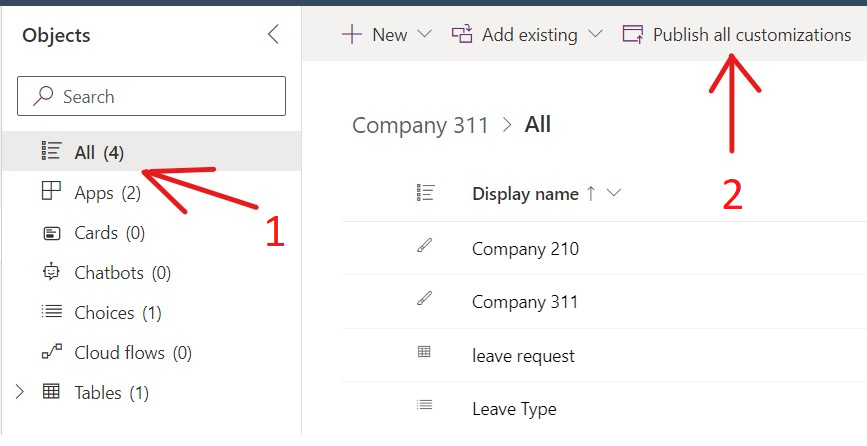 Objects
Search
All (4)
Apps (2)
Cards (0)
Chatbots (0)
Choices (1)
Cloud flows (0)
Tables (1)
1
New
Add existing
Publish all customizations
2
Company 311 > All
Display name ↑
Company 210
Company 311
leave request
Leave Type